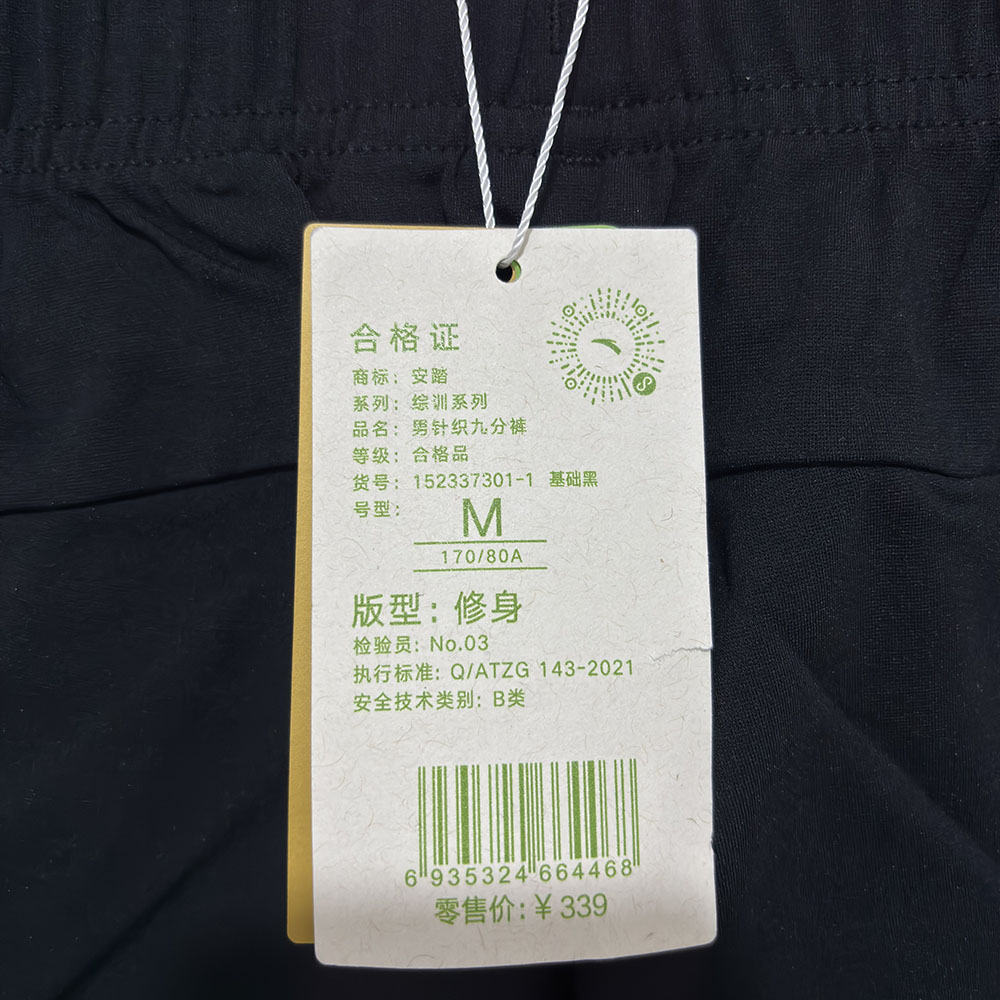 合格证
商标: 安踏
系列: 综训系列
品名: 男针织九分裤
等级: 合格品
货号: 152337301-1 基础黑
号型: M
170/80A
版型: 修身
检验员: No.03
执行标准: Q/ATZG 143-2021
安全技术类别: B类
6 935324 664468
零售价: ¥ 339